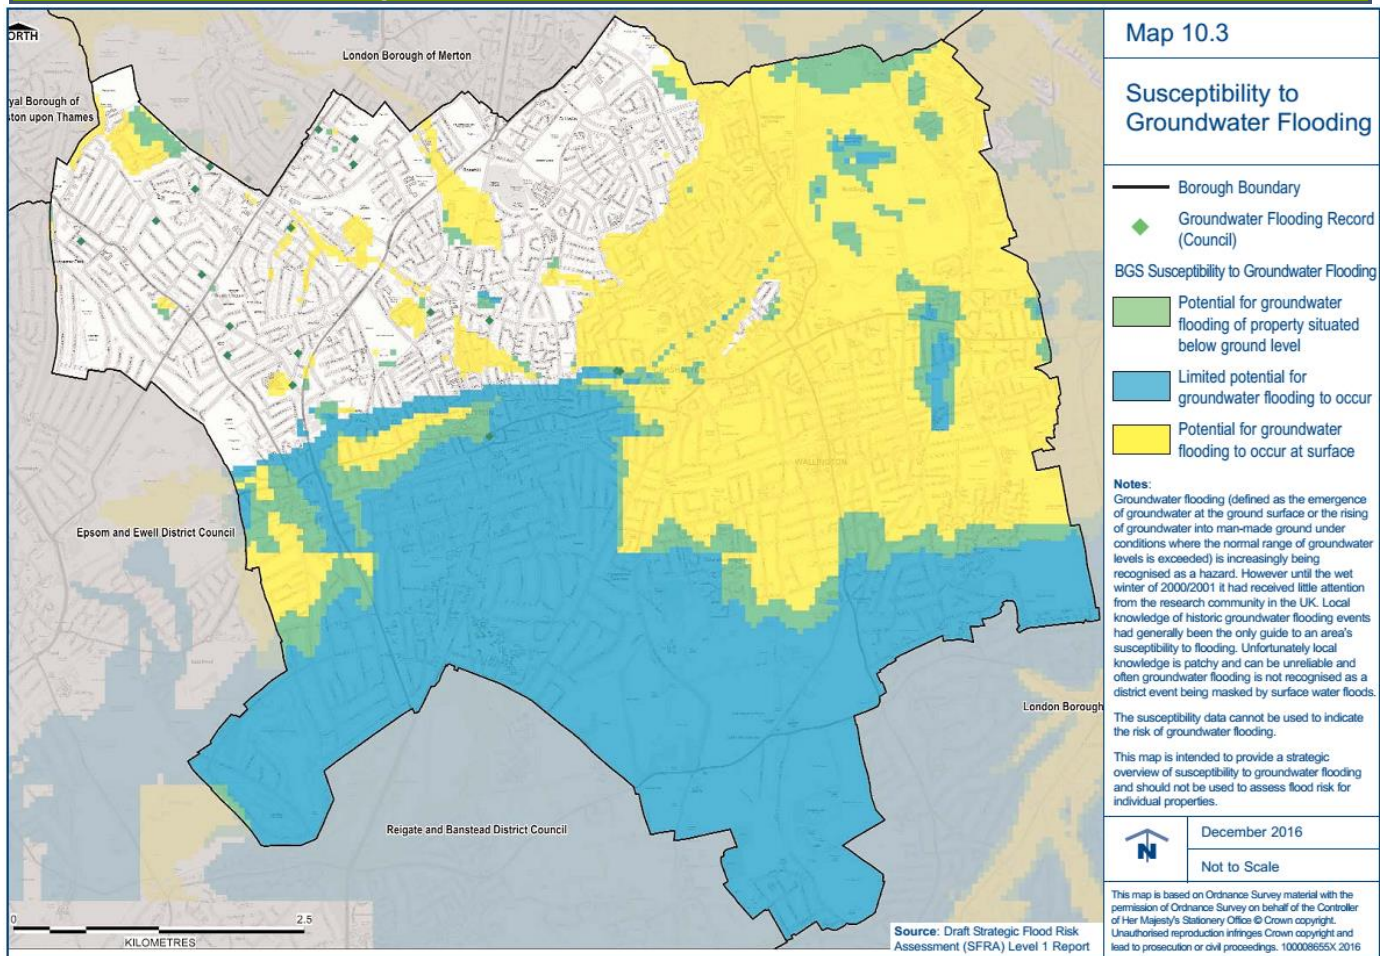 ORTH
London Borough of Merton
yal Borough of
ston upon Thames
Epsom and Ewell District Council
WALLINGTON
London Borough
Reigate and Banstead District Council
0
2.5
KILOMETRES
Source: Draft Strategic Flood Risk
Assessment (SFRA) Level 1 Report
Map 10.3
Susceptibility to
Groundwater Flooding
Borough Boundary
Groundwater Flooding Record
(Council)
BGS Susceptibility to Groundwater Flooding
Potential for groundwater
flooding of property situated
below ground level
Limited potential for
groundwater flooding to occur
Potential for groundwater
flooding to occur at surface
Notes:
Groundwater flooding (defined as the emergence
of groundwater at the ground surface or the rising
of groundwater into man-made ground under
conditions where the normal range of groundwater
levels is exceeded) is increasingly being
recognised as a hazard. However until the wet
winter of 2000/2001 it had received little attention
from the research community in the UK. Local
knowledge of historic groundwater flooding events
had generally been the only guide to an area's
susceptibility to flooding. Unfortunately local
knowledge is patchy and can be unreliable and
often groundwater flooding is not recognised as a
district event being masked by surface water floods.
The susceptibility data cannot be used to indicate
the risk of groundwater flooding.
This map is intended to provide a strategic
overview of susceptibility to groundwater flooding
and should not be used to assess flood risk for
individual properties.
N
December 2016
Not to Scale
This map is based on Ordnance Survey material with the
permission of Ordnance Survey on behalf of the Controller
of Her Majesty's Stationery Office © Crown copyright.
Unauthorised reproduction infringes Crown copyright and
lead to prosecution or civil proceedings. 100008655X 2016